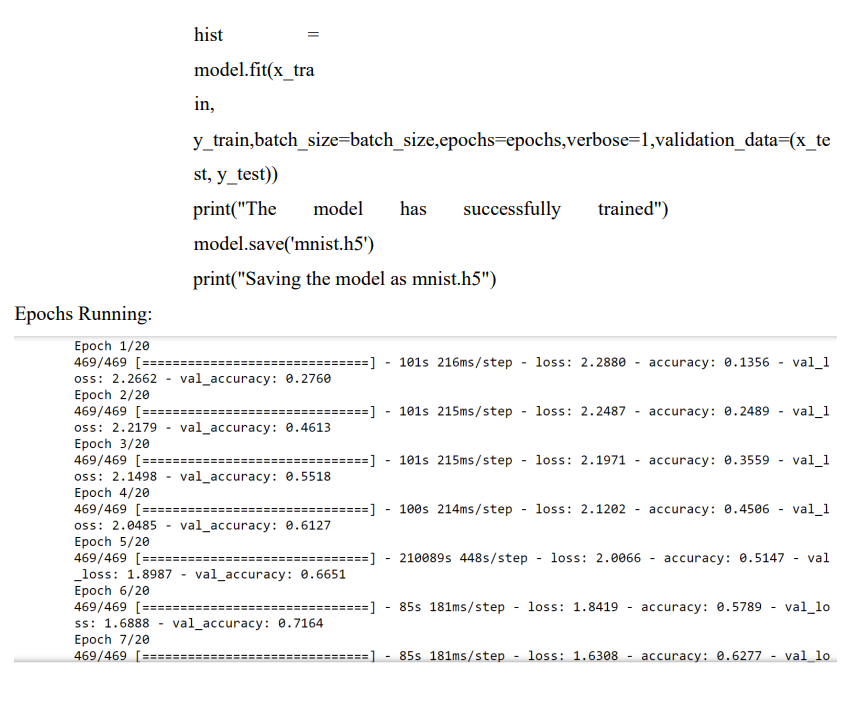 hist =
model.fit(x_tra
in,
y_train,batch_size=batch_size,epochs=epochs,verbose=1,validation_data=(x_te
st, y_test))
print("The model has successfully trained")
model.save('mnist.h5')
print("Saving the model as mnist.h5")
Epochs Running:
Epoch 1/20
469/469 [==============================] - 101s 216ms/step - loss: 2.2880 - accuracy: 0.1356 - val_l
oss: 2.2662 - val_accuracy: 0.2760
Epoch 2/20
469/469 [==============================] - 101s 215ms/step - loss: 2.2487 - accuracy: 0.2489 - val_l
oss: 2.2179 - val_accuracy: 0.4613
Epoch 3/20
469/469 [==============================] - 101s 215ms/step - loss: 2.1971 - accuracy: 0.3559 - val_l
oss: 2.1498 - val_accuracy: 0.5518
Epoch 4/20
469/469 [==============================] - 100s 214ms/step - loss: 2.1202 - accuracy: 0.4506 - val_l
oss: 2.0485 - val_accuracy: 0.6127
Epoch 5/20
469/469 [==============================] - 210089s 448s/step - loss: 2.0066 - accuracy: 0.5147 - val
_loss: 1.8987 - val_accuracy: 0.6651
Epoch 6/20
469/469 [==============================] - 85s 181ms/step - loss: 1.8419 - accuracy: 0.5789 - val_lo
ss: 1.6888 - val_accuracy: 0.7164
Epoch 7/20
469/469 [==============================] - 85s 181ms/step - loss: 1.6308 - accuracy: 0.6277 - val_lo